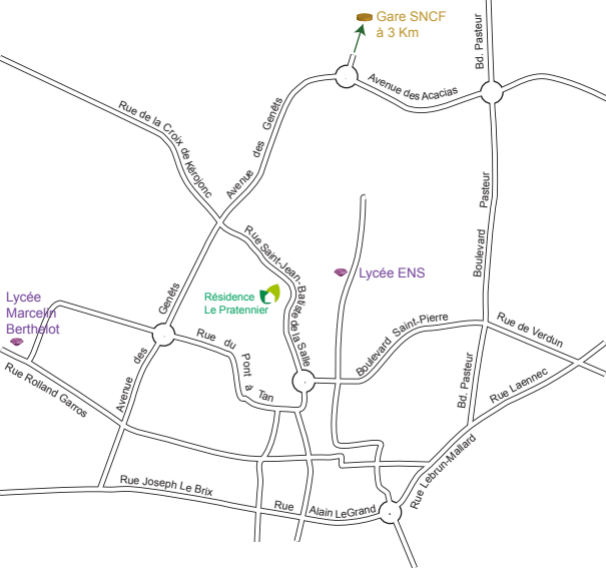 Gare SNCF
à 3 Km
Bd. Pasteur
Avenue des Acacias
Rue de la Croix de Kérojonc
Avenue des Genêts
Boulevard Pasteur
Rue Saint-Jean-Batiste de la Salle
Lycée ENS
Résidence
Le Pratennier
Lycée
Marcelin
Berthelot
Avenue des Genêts
Rue du Pont à Tan
Boulevard Saint-Pierre
Rue de Verdun
Bd. Pasteur
Rue Laennec
Rue Rolland Garros
Rue Lebrun-Mallard
Rue Joseph Le Brix
Rue Alain LeGrand